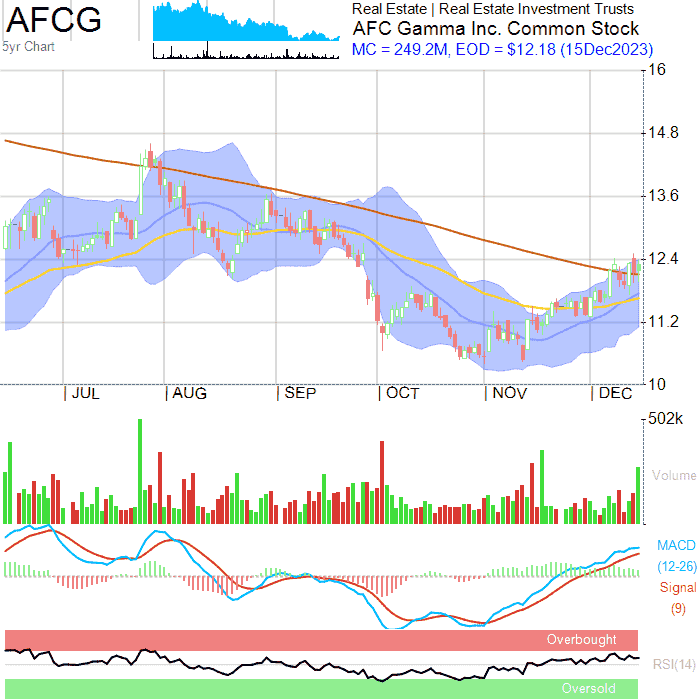 AFCG
5yr Chart
Real Estate | Real Estate Investment Trusts
AFC Gamma Inc. Common Stock
MC = 249.2M, EOD = $12.18 (15Dec2023)
16
14.8
13.6
12.4
11.2
10
JUL AUG SEP OCT NOV DEC
502k
Volume
MACD
(12-26)
Signal
(9)
Overbought
RSI(14)
Oversold